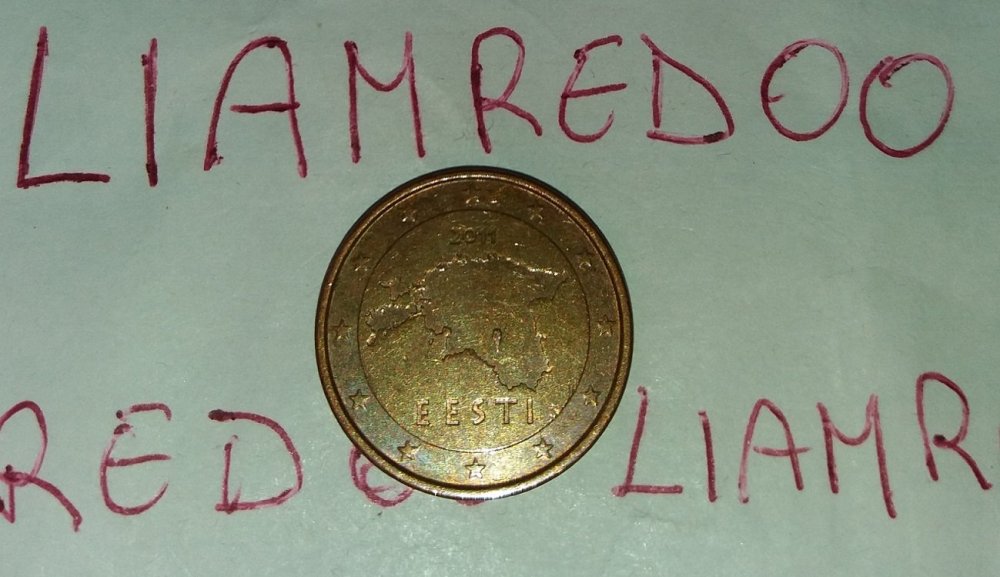 LIAMREDOO
2011
EESTI
REDO LIAMR